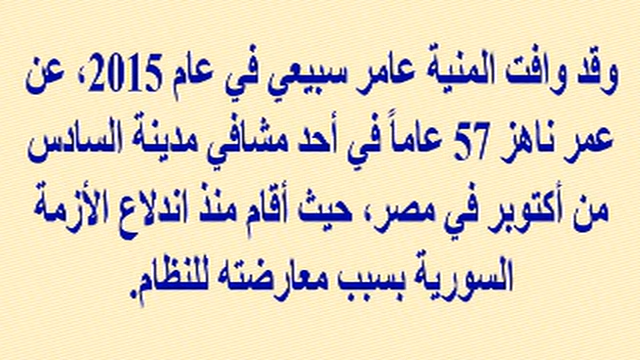 وقد وافت المنية عامر سبيعي في عام 2015، عن
عمر ناهز 57 عاماً في أحد مشافي مدينة السادس
من أكتوبر في مصر، حيث أقام منذ اندلاع الأزمة
السورية بسبب معارضته للنظام.